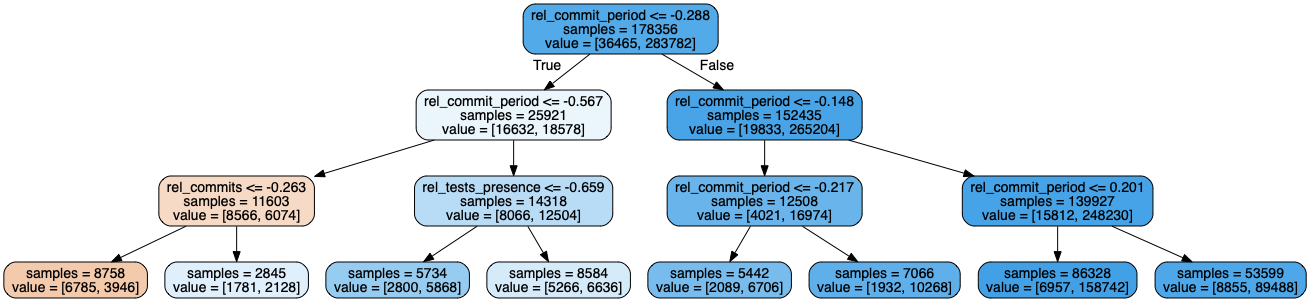 rel_commit_period <= -0.288
samples = 178356
value = [36465, 283782]
True
False
rel_commit_period <= -0.567
samples = 25921
value = [16632, 18578]
rel_commit_period <= -0.148
samples = 152435
value = [19833, 265204]
rel_commits <= -0.263
samples = 11603
value = [8566, 6074]
rel_tests_presence <= -0.659
samples = 14318
value = [8066, 12504]
rel_commit_period <= -0.217
samples = 12508
value = [4021, 16974]
rel_commit_period <= 0.201
samples = 139927
value = [15812, 248230]
samples = 8758
value = [6785, 3946]
samples = 2845
value = [1781, 2128]
samples = 5734
value = [2800, 5868]
samples = 8584
value = [5266, 6636]
samples = 5442
value = [2089, 6706]
samples = 7066
value = [1932, 10268]
samples = 86328
value = [6957, 158742]
samples = 53599
value = [8855, 89488]